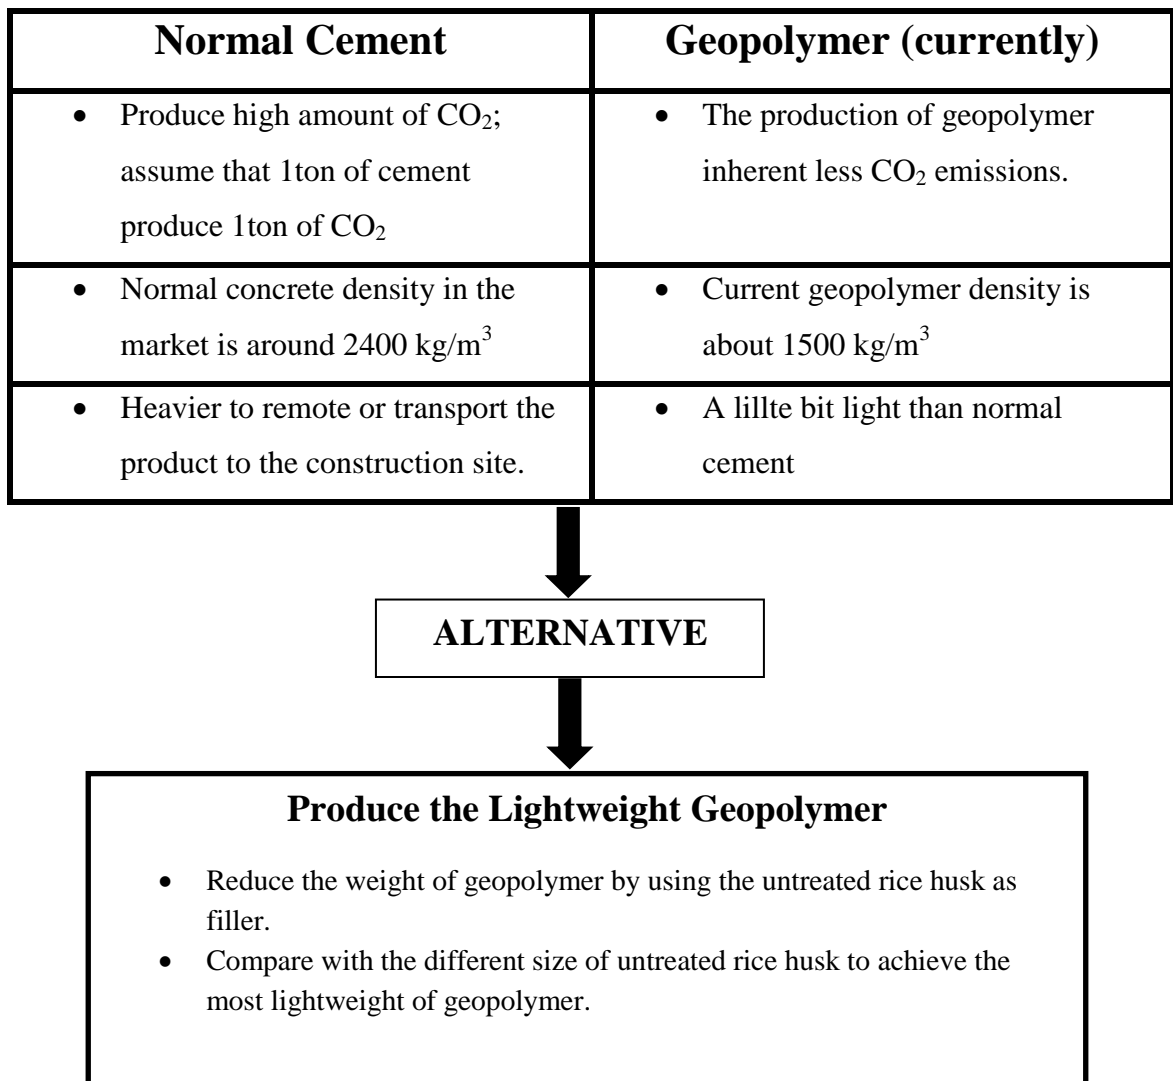 Normal Cement
Geopolymer (currently)
• Produce high amount of CO₂;
assume that 1ton of cement
produce 1ton of CO₂
• The production of geopolymer
inherent less CO₂ emissions.
• Normal concrete density in the
market is around 2400 kg/m³
• Current geopolymer density is
about 1500 kg/m³
• Heavier to remote or transport the
product to the construction site.
• A lillte bit light than normal
cement
ALTERNATIVE
Produce the Lightweight Geopolymer
• Reduce the weight of geopolymer by using the untreated rice husk as
filler.
• Compare with the different size of untreated rice husk to achieve the
most lightweight of geopolymer.